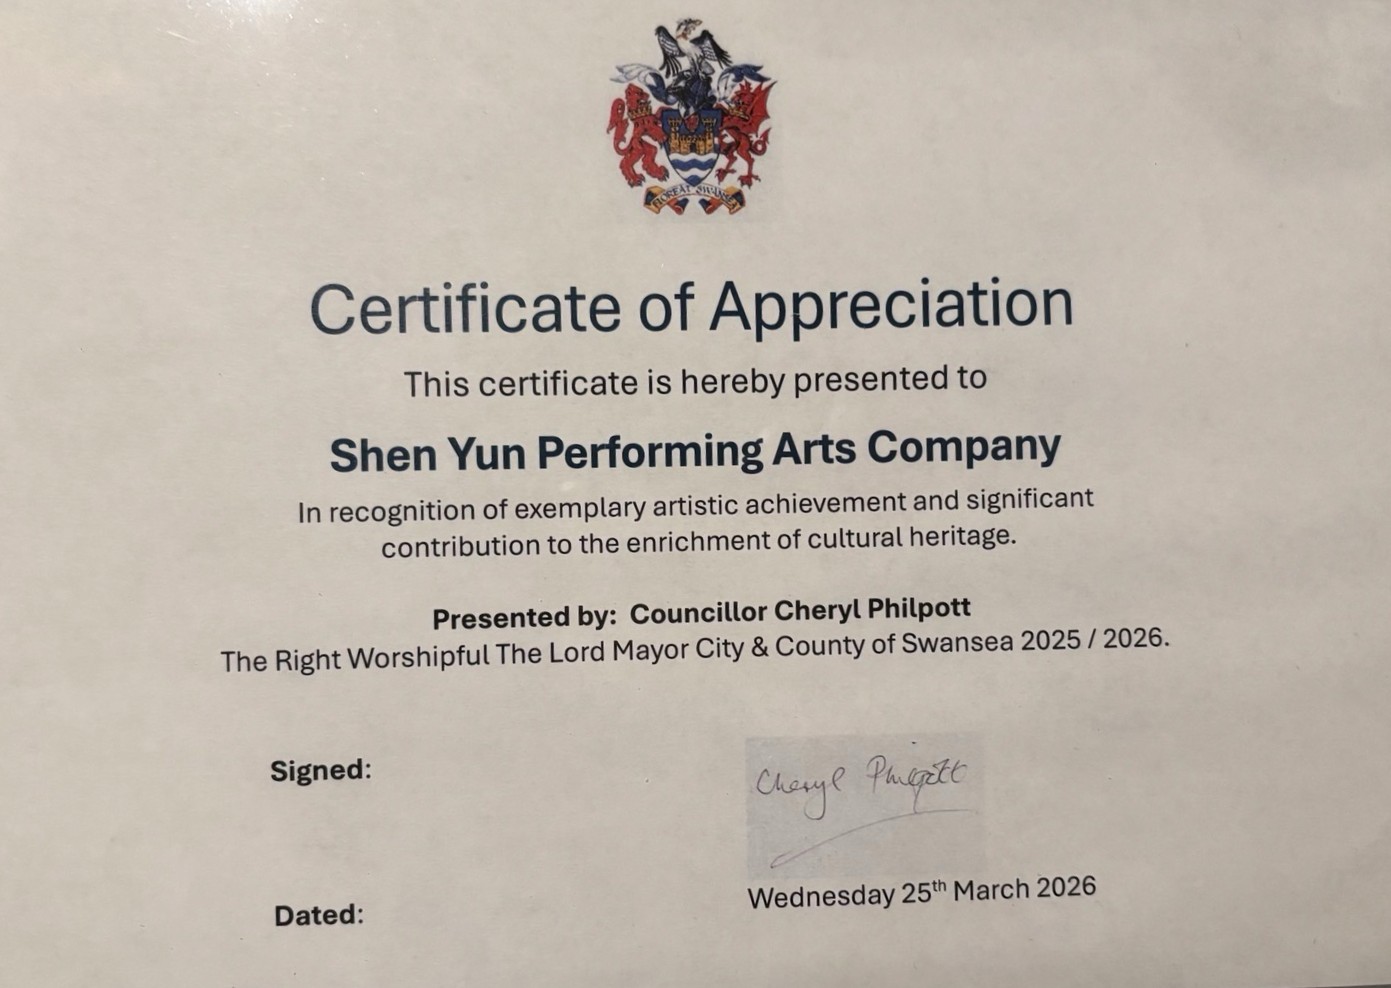 FLOREAT SWANSEA
Certificate of Appreciation
This certificate is hereby presented to
Shen Yun Performing Arts Company
In recognition of exemplary artistic achievement and significant
contribution to the enrichment of cultural heritage.
Presented by: Councillor Cheryl Philpott
The Right Worshipful The Lord Mayor City & County of Swansea 2025 / 2026.
Signed:
Cheryl Philpott
Wednesday 25th March 2026
Dated: